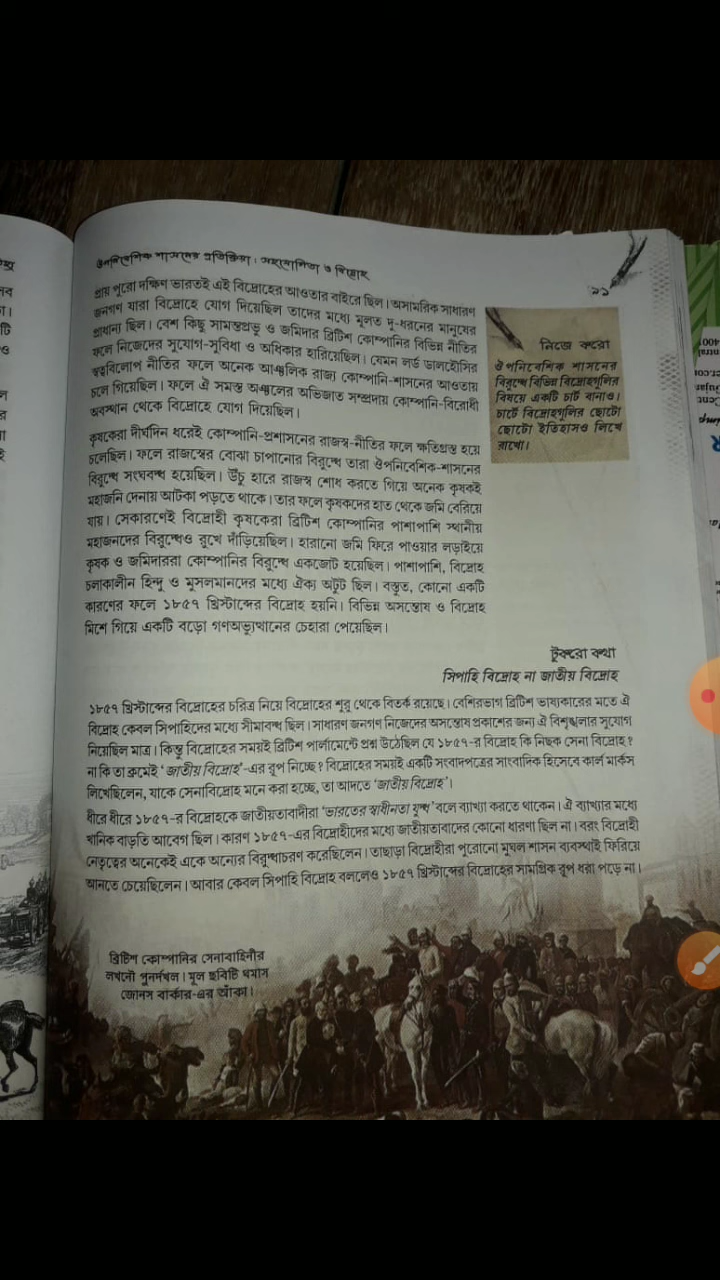 ঔপনিবেশিক শাসনের প্রতিক্রিয়া : সহযোগিতা ও বিদ্রোহ
৯১
প্রায় পুরো দক্ষিণ ভারতই এই বিদ্রোহের আওতার বাইরে ছিল। অসামরিক সাধারণ
জনগণ যারা বিদ্রোহে যোগ দিয়েছিল তাদের মধ্যে মূলত দু-ধরনের মানুষের
প্রাধান্য ছিল। বেশ কিছু সামন্তপ্রভু ও জমিদার ব্রিটিশ কোম্পানির বিভিন্ন নীতির
ফলে নিজেদের সুযোগ-সুবিধা ও অধিকার হারিয়েছিল। যেমন লর্ড ডালহৌসির
স্বত্ববিলোপ নীতির ফলে অনেক আঞ্চলিক রাজ্য কোম্পানি-শাসনের আওতায়
চলে গিয়েছিল। ফলে ঐ সমস্ত অঞ্চলের অভিজাত সম্প্রদায় কোম্পানি-বিরোধী
অবস্থান থেকে বিদ্রোহে যোগ দিয়েছিল।
কৃষকেরা দীর্ঘদিন ধরেই কোম্পানি-প্রশাসনের রাজস্ব-নীতির ফলে ক্ষতিগ্রস্ত হয়ে
চলেছিল। ফলে রাজস্বের বোঝা চাপানোর বিরুদ্ধে তারা ঔপনিবেশিক-শাসনের
বিরুদ্ধে সংঘবদ্ধ হয়েছিল। উঁচু হারে রাজস্ব শোধ করতে গিয়ে অনেক কৃষকই
মহাজনি দেনায় আটকা পড়তে থাকে। তার ফলে কৃষকদের হাত থেকে জমি বেরিয়ে
যায়। সেকারণেই বিদ্রোহী কৃষকেরা ব্রিটিশ কোম্পানির পাশাপাশি স্থানীয়
মহাজনদের বিরুদ্ধেও রুখে দাঁড়িয়েছিল। হারানো জমি ফিরে পাওয়ার লড়াইয়ে
কৃষক ও জমিদাররা কোম্পানির বিরুদ্ধে একজোট হয়েছিল। পাশাপাশি, বিদ্রোহ
চলাকালীন হিন্দু ও মুসলমানদের মধ্যে ঐক্য অটুট ছিল। বস্তুত, কোনো একটি
কারণের ফলে ১৮৫৭ খ্রিস্টাব্দের বিদ্রোহ হয়নি। বিভিন্ন অসন্তোষ ও বিদ্রোহ
মিশে গিয়ে একটি বড়ো গণঅভ্যুত্থানের চেহারা পেয়েছিল।
নিজে করো
ঔপনিবেশিক শাসনের
বিরুদ্ধে বিভিন্ন বিদ্রোহগুলির
বিষয়ে একটি চার্ট বানাও।
চার্টে বিদ্রোহগুলির ছোটো
ছোটো ইতিহাসও লিখে
রাখো।
টুকরো কথা
সিপাহি বিদ্রোহ না জাতীয় বিদ্রোহ
১৮৫৭ খ্রিস্টাব্দের বিদ্রোহের চরিত্র নিয়ে বিদ্রোহের শুরু থেকে বিতর্ক রয়েছে। বেশিরভাগ ব্রিটিশ ভাষ্যকারের মতে ঐ
বিদ্রোহ কেবল সিপাহিদের মধ্যে সীমাবদ্ধ ছিল। সাধারণ জনগণ নিজেদের অসন্তোষ প্রকাশের জন্য ঐ বিশৃঙ্খলার সুযোগ
নিয়েছিল মাত্র। কিন্তু বিদ্রোহের সময়ই ব্রিটিশ পার্লামেন্টে প্রশ্ন উঠেছিল যে ১৮৫৭-র বিদ্রোহ কি নিছক সেনা বিদ্রোহ?
না কি তা ক্রমেই 'জাতীয় বিদ্রোহ'-এর রূপ নিচ্ছে? বিদ্রোহের সময়ই একটি সংবাদপত্রের সাংবাদিক হিসেবে কার্ল মার্কস
লিখেছিলেন, যাকে সেনাবিদ্রোহ মনে করা হচ্ছে, তা আদতে 'জাতীয় বিদ্রোহ'।
ধীরে ধীরে ১৮৫৭-র বিদ্রোহকে জাতীয়তাবাদীরা 'ভারতের স্বাধীনতা যুদ্ধ' বলে ব্যাখ্যা করতে থাকেন। ঐ ব্যাখ্যার মধ্যে
খানিক বাড়তি আবেগ ছিল। কারণ ১৮৫৭-এর বিদ্রোহীদের মধ্যে জাতীয়তাবাদের কোনো ধারণা ছিল না। বরং বিদ্রোহী
নেতৃত্বের অনেকেই একে অন্যের বিরুদ্ধাচরণ করেছিলেন। তাছাড়া বিদ্রোহীরা পুরোনো মুঘল শাসন ব্যবস্থাই ফিরিয়ে
আনতে চেয়েছিলেন। আবার কেবল সিপাহি বিদ্রোহ বললেও ১৮৫৭ খ্রিস্টাব্দের বিদ্রোহের সামগ্রিক রূপ ধরা পড়ে না।
ব্রিটিশ কোম্পানির সেনাবাহিনীর
লখনৌ পুনর্দখল। মূল ছবিটি থমাস
জোনস বার্কার-এর আঁকা।